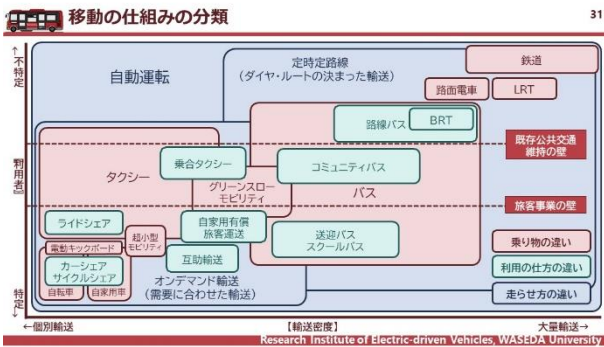 移動の仕組みの分類
31
←不特定
【利用者】
特定→
自動運転
定時定路線
(ダイヤ・ルートの決まった輸送)
鉄道
路面電車
LRT
路線バス
BRT
既存公共交通
維持の壁
乗合タクシー
コミュニティバス
タクシー
グリーンスロー
モビリティ
バス
旅客事業の壁
ライドシェア
自家用有償
旅客運送
送迎バス
スクールバス
電動キックボード
超小型
モビリティ
互助輸送
カーシェア
サイクルシェア
自転車
自家用車
オンデマンド輸送
(需要に合わせた輸送)
乗り物の違い
利用の仕方の違い
走らせ方の違い
←個別輸送
【輸送密度】
大量輸送→
Research Institute of Electric-driven Vehicles, WASEDA University